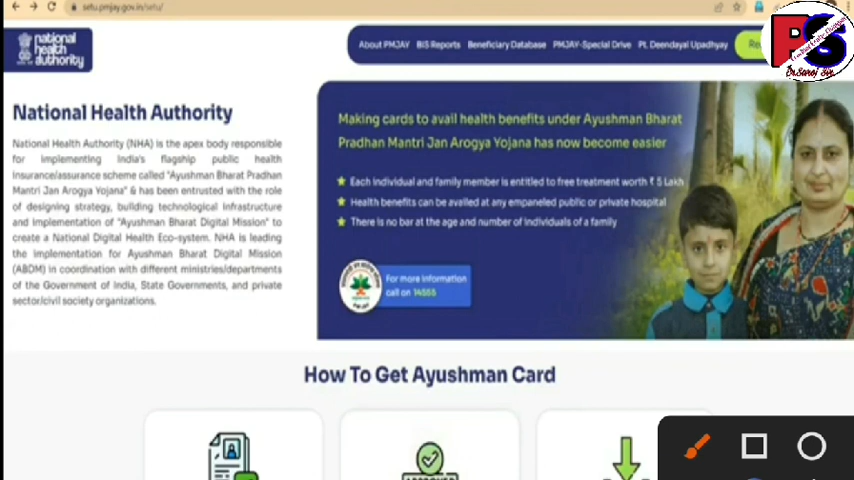 setu.pmjay.gov.in/setu/
national
health
authority
About PMJAY BIS Reports Beneficiary Database PMJAY-Special Drive Pt. Deendayal Upadhyay
PS
National Health Authority
National Health Authority (NHA) is the apex body responsible
for implementing India's flagship public health
insurance/assurance scheme called "Ayushman Bharat Pradhan
Mantri Jan Arogya Yojana" & has been entrusted with the role
of designing strategy, building technological infrastructure
and implementation of "Ayushman Bharat Digital Mission" to
create a National Digital Health Eco-system. NHA is leading
the implementation for Ayushman Bharat Digital Mission
(ABDM) in coordination with different ministries/departments
of the Government of India, State Governments, and private
sector/civil society organizations.
Making cards to avail health benefits under Ayushman Bharat
Pradhan Mantri Jan Arogya Yojana has now become easier
Each individual and family member is entitled to free treatment worth ₹ 5 Lakh
Health benefits can be availed at any empaneled public or private hospital
There is no bar at the age and number of individuals of a family
For more information
call on 14555
How To Get Ayushman Card
APPROVED